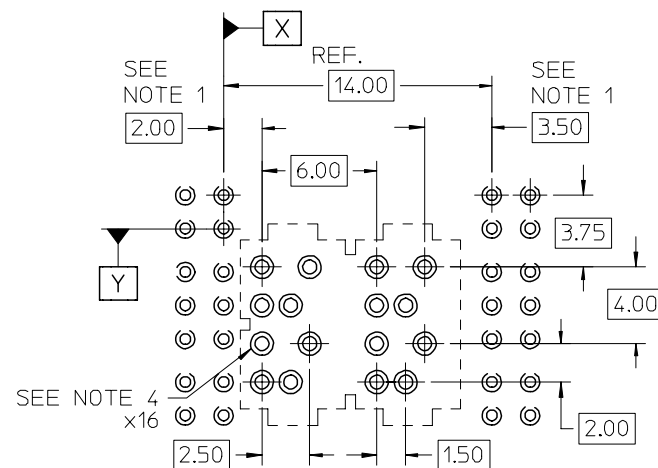 X
REF.
SEE
NOTE 1
14.00
SEE
NOTE 1
2.00
3.50
6.00
3.75
Y
4.00
SEE NOTE 4
x16
2.00
2.50
1.50